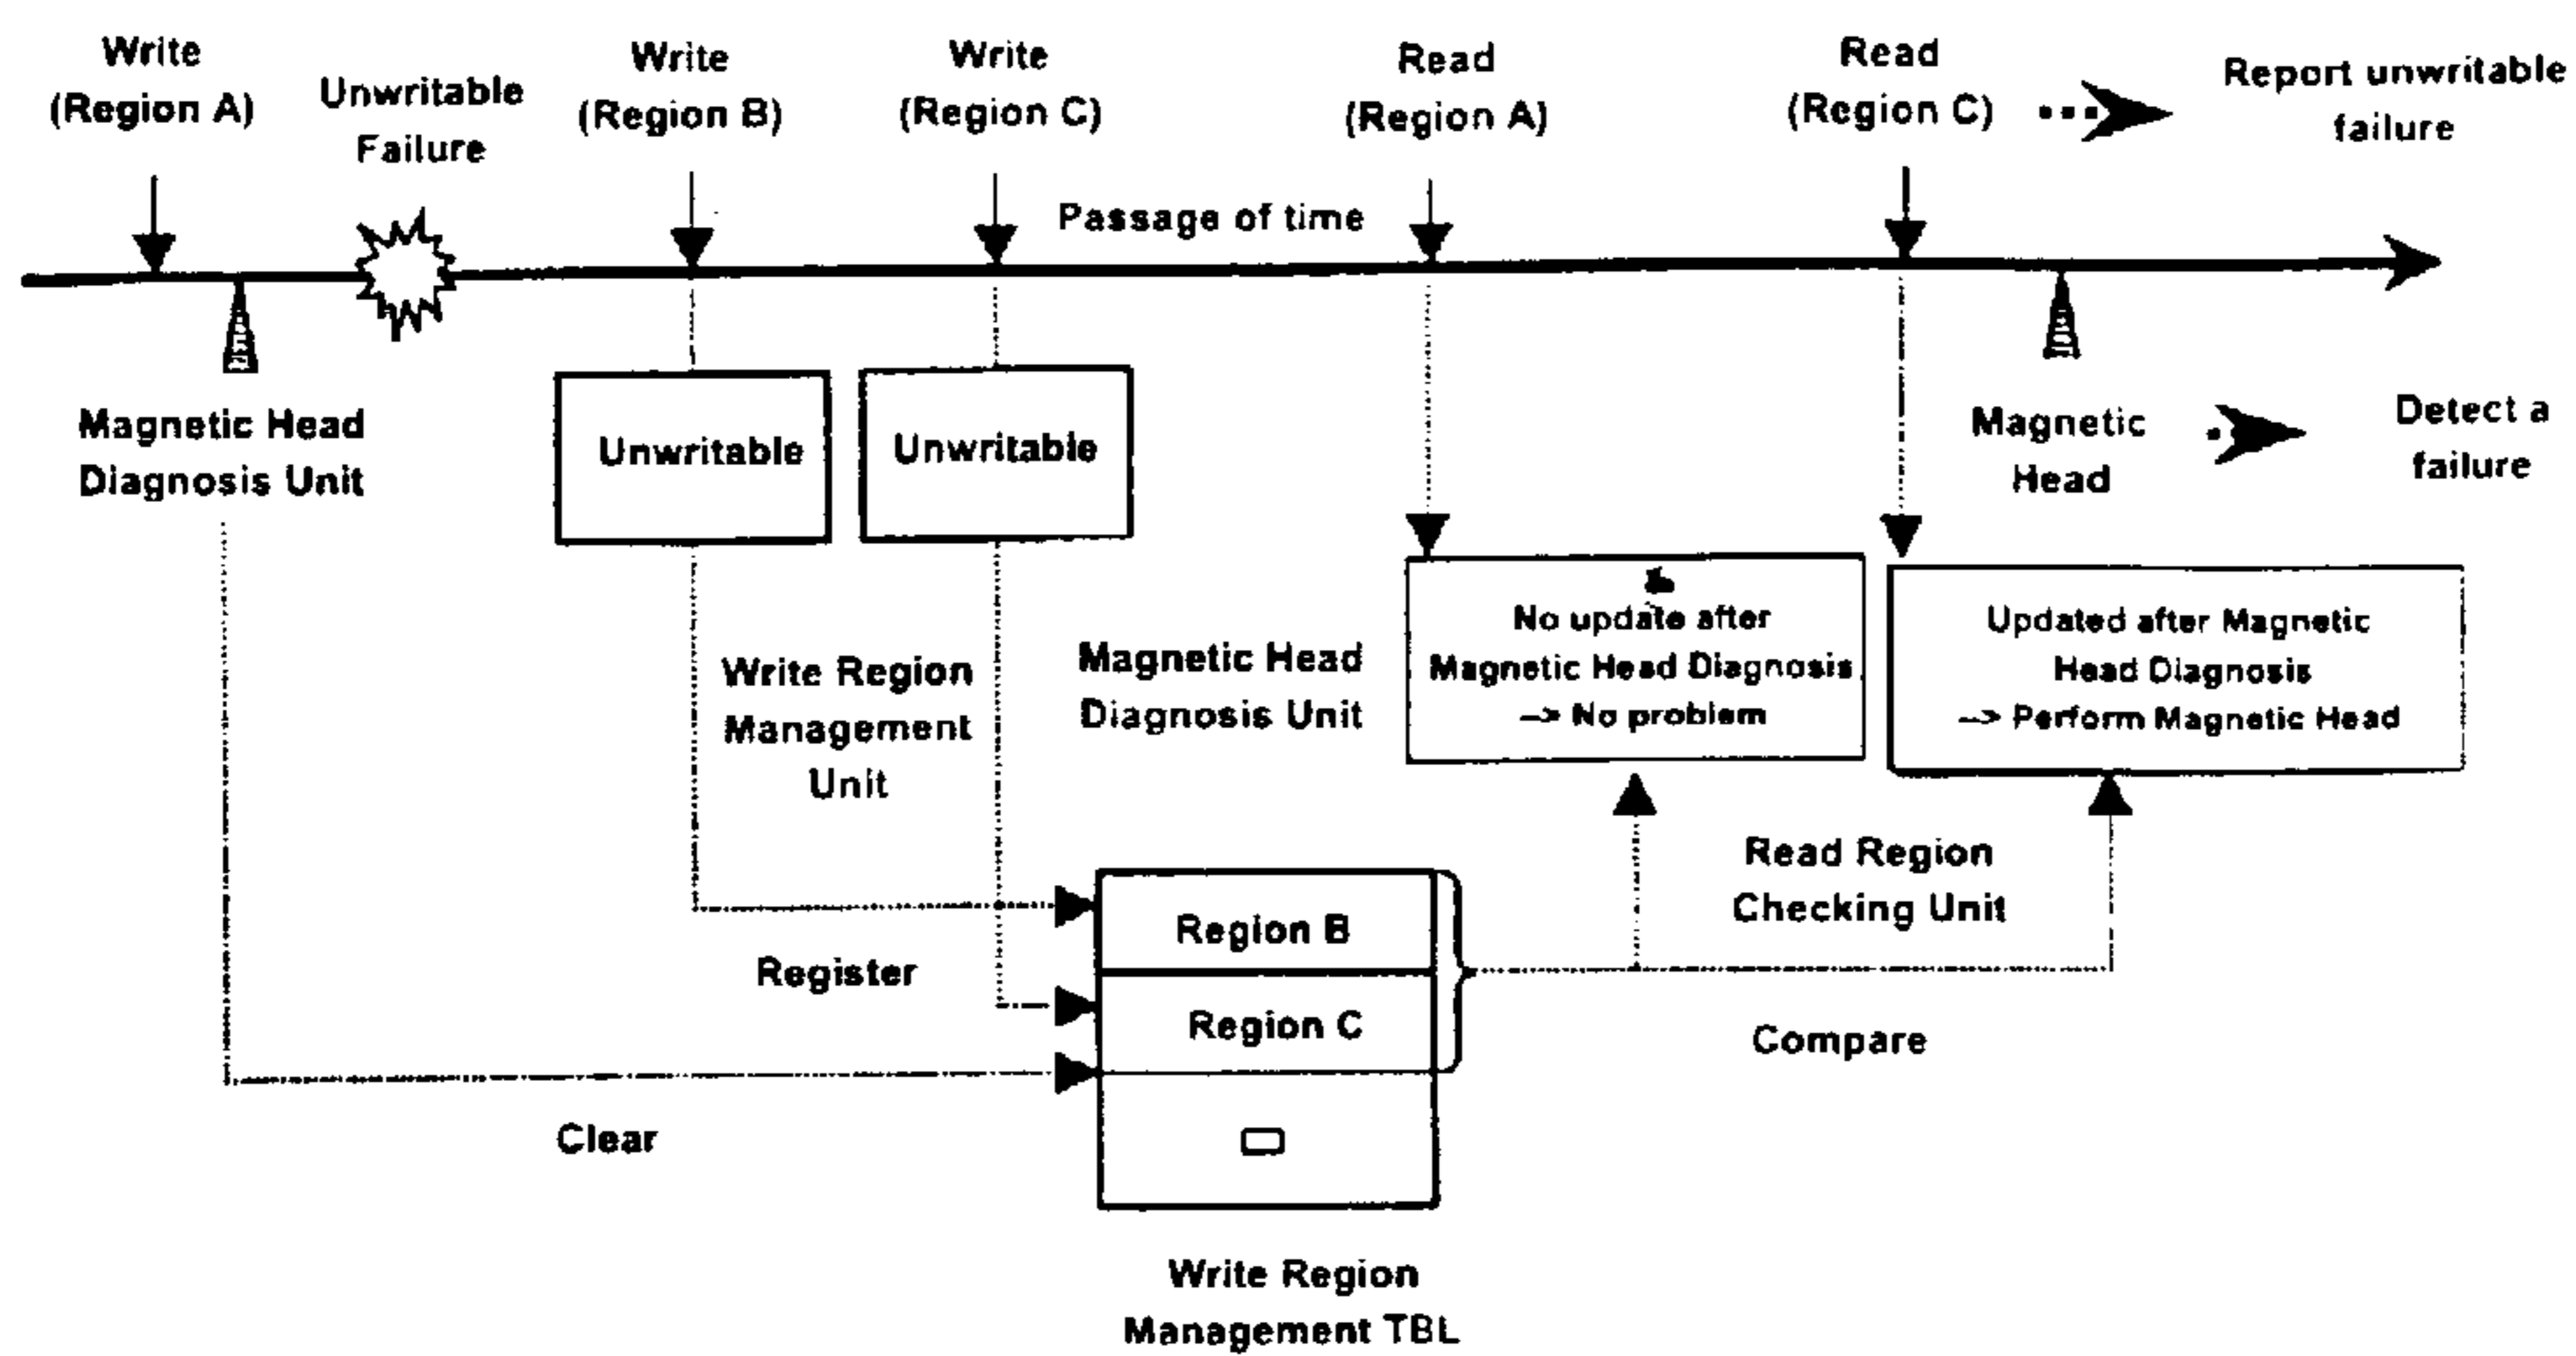 Write
(Region A)
Unwritable
Failure
Write
(Region B)
Write
(Region C)
Passage of time
Read
(Region A)
Read
(Region C)
Report unwritable
failure
Magnetic Head
Diagnosis Unit
Unwritable
Unwritable
Magnetic
Head
Detect a
failure
Write Region
Management
Unit
Magnetic Head
Diagnosis Unit
No update after
Magnetic Head Diagnosis
--> No problem
Updated after Magnetic
Head Diagnosis
--> Perform Magnetic Head
Read Region
Checking Unit
Region B
Region C
Register
Compare
Clear
Write Region
Management TBL